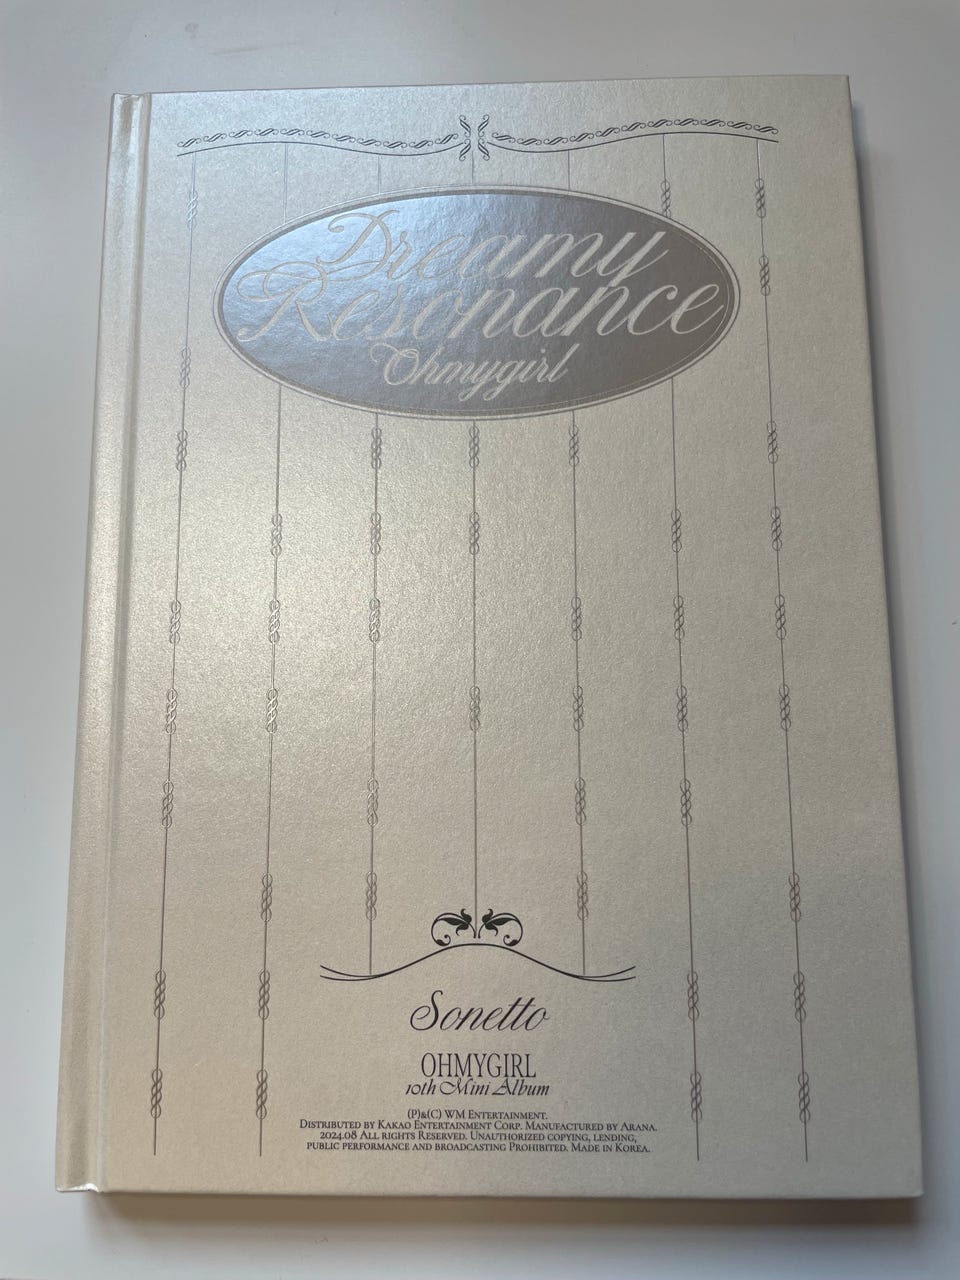 Dreamy
Resonance
Ohmygirl
Sonetto
OHMYGIRL
10th Mini Album
(P)&(C) WM Entertainment.
Distributed by Kakao Entertainment Corp. Manufactured by Arana.
2024.08 All rights Reserved. Unauthorized copying, lending,
public performance and broadcasting Prohibited. Made in Korea.